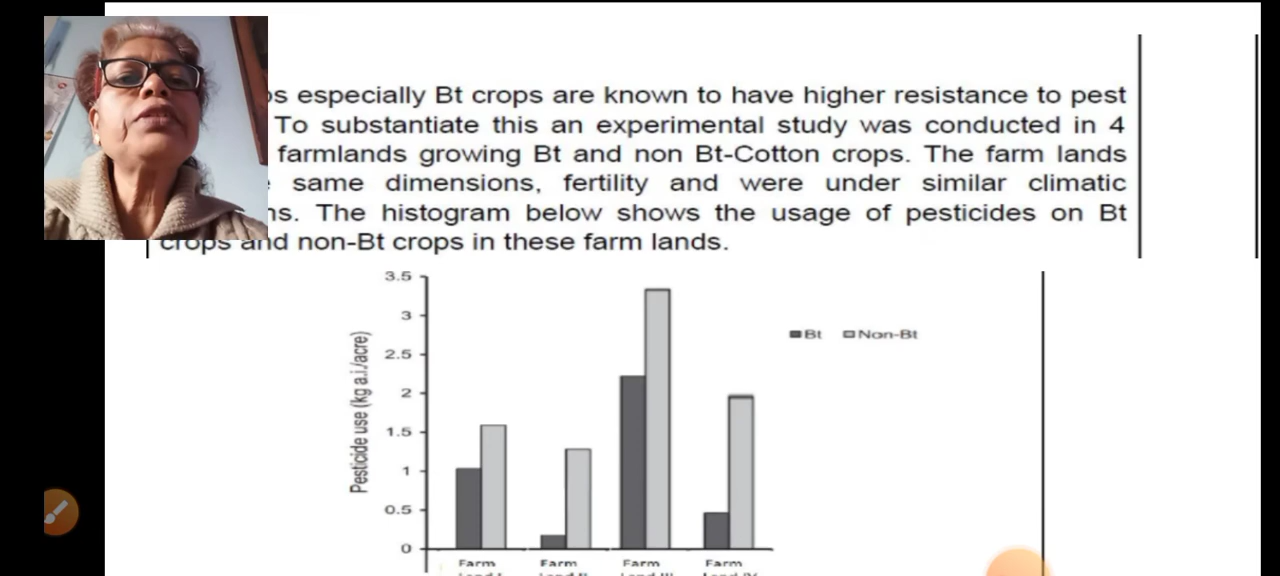 especially Bt crops are known to have higher resistance to pest
To substantiate this an experimental study was conducted in 4
farmlands growing Bt and non Bt-Cotton crops. The farm lands
same dimensions, fertility and were under similar climatic
The histogram below shows the usage of pesticides on Bt
crops and non-Bt crops in these farm lands.
3.5
3
2.5
2
1.5
1
0.5
0
Pesticide use (kg a.i./acre)
Bt Non-Bt
Farm Farm Farm Farm